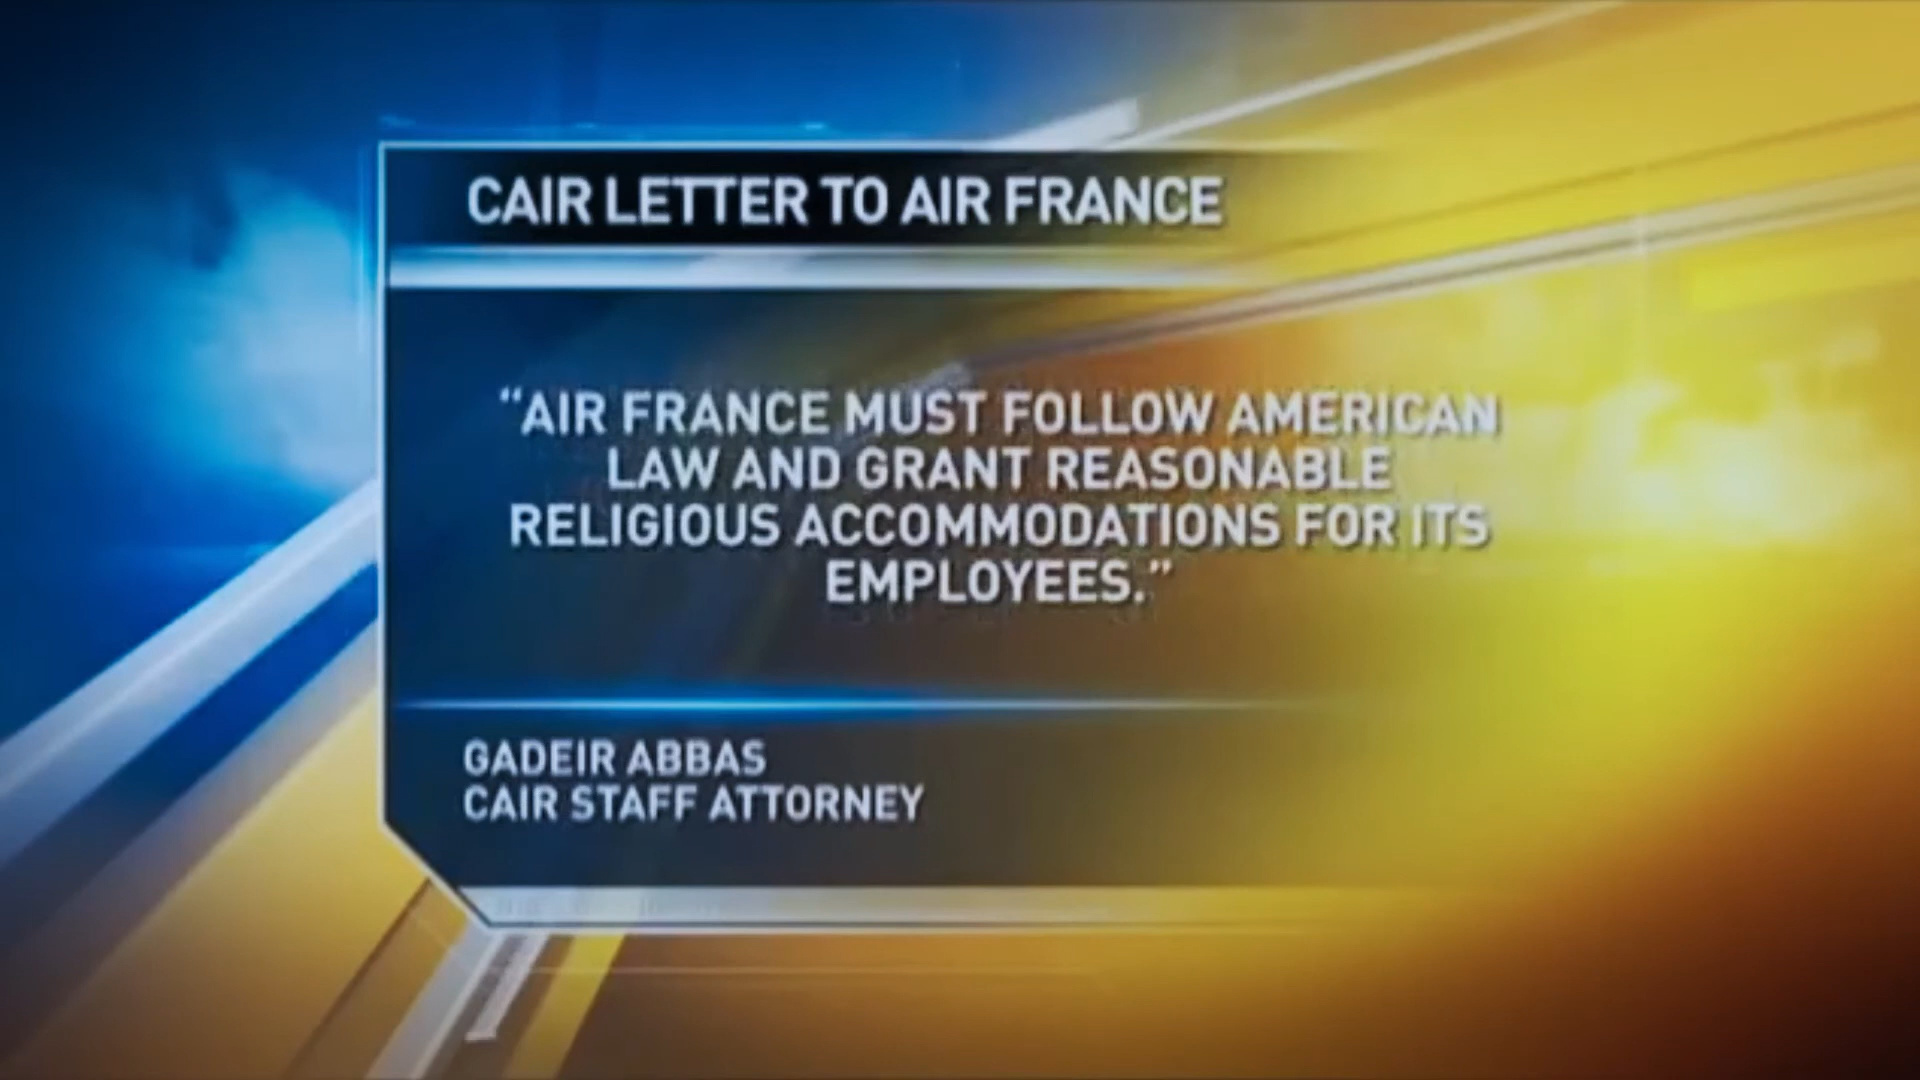 CAIR LETTER TO AIR FRANCE
“AIR FRANCE MUST FOLLOW AMERICAN
LAW AND GRANT REASONABLE
RELIGIOUS ACCOMMODATIONS FOR ITS
EMPLOYEES.”
GADEIR ABBAS
CAIR STAFF ATTORNEY